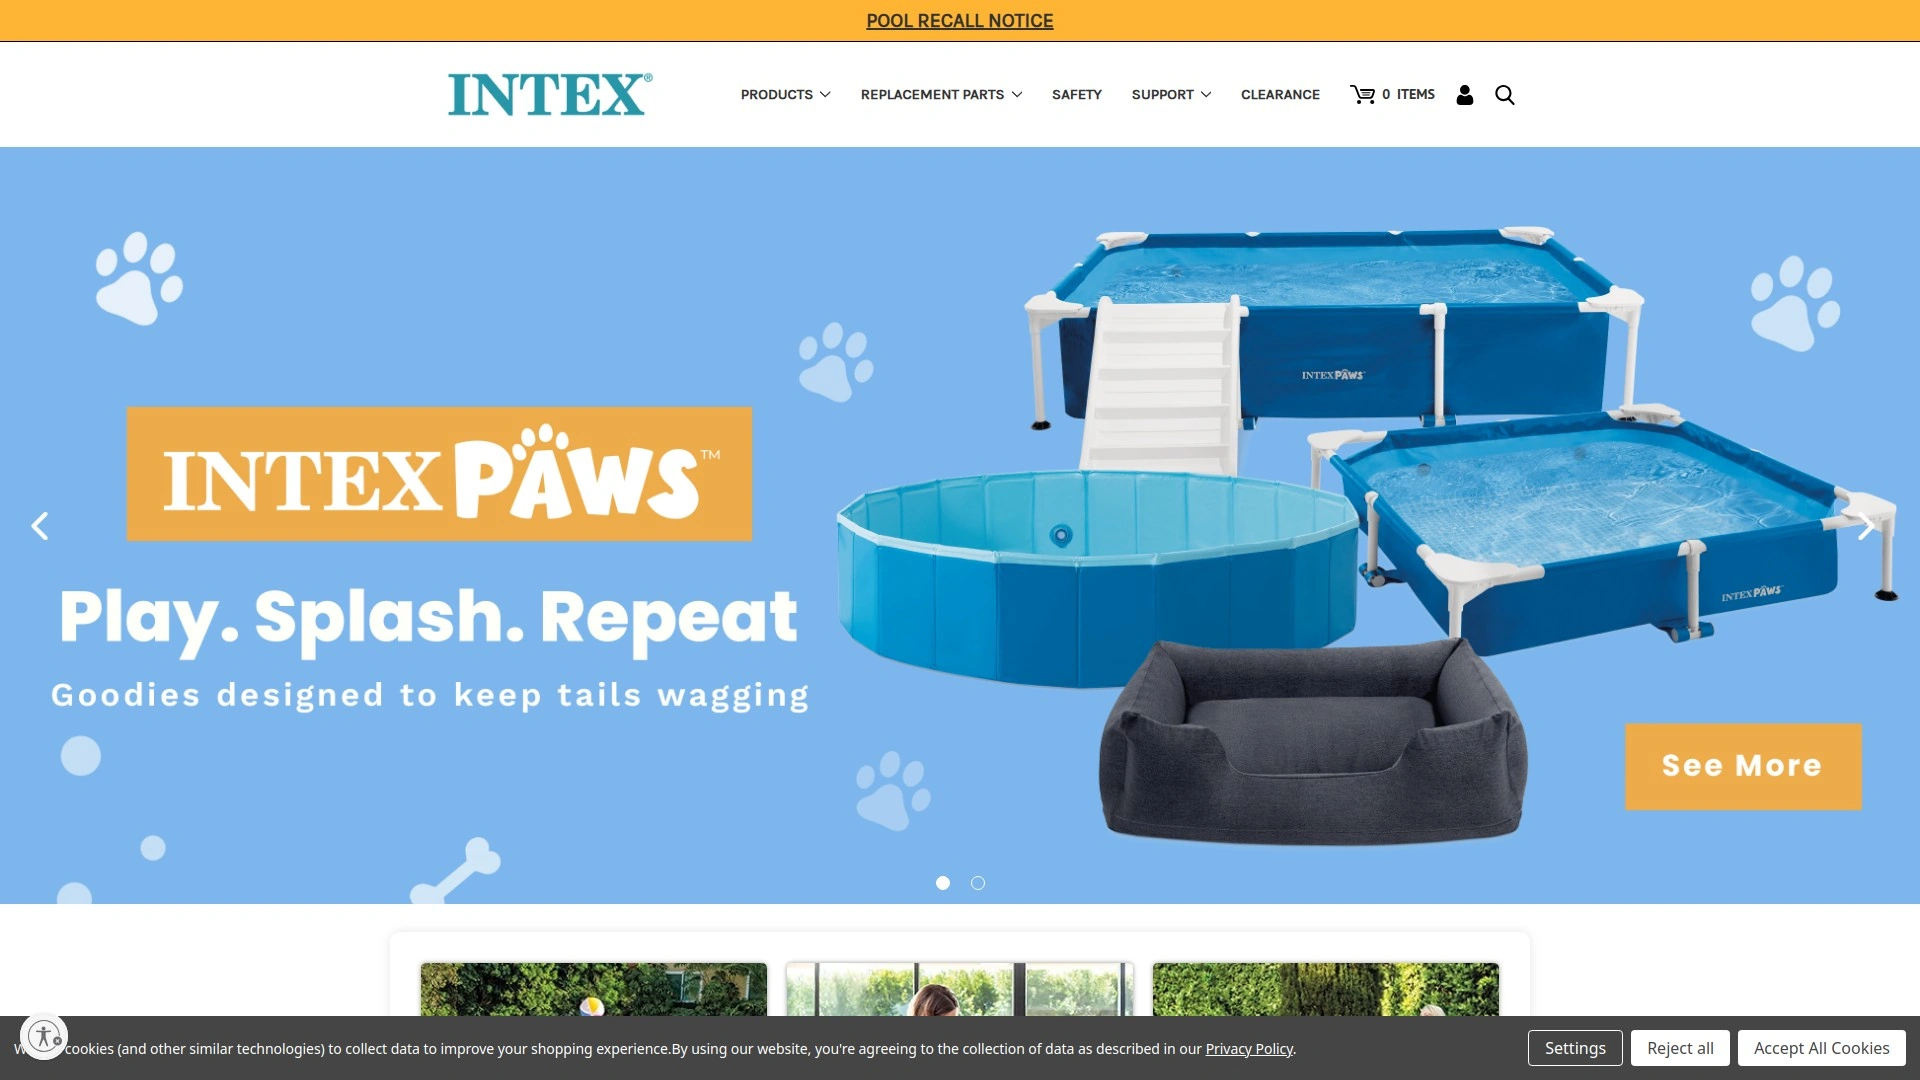 POOL RECALL NOTICE
INTEX®
PRODUCTS
REPLACEMENT PARTS
SAFETY
SUPPORT
CLEARANCE
0 ITEMS
INTEX PAWS™
Play. Splash. Repeat
Goodies designed to keep tails wagging
INTEX PAWS
INTEX PAWS
See More
cookies (and other similar technologies) to collect data to improve your shopping experience.By using our website, you're agreeing to the collection of data as described in our Privacy Policy.
Settings
Reject all
Accept All Cookies